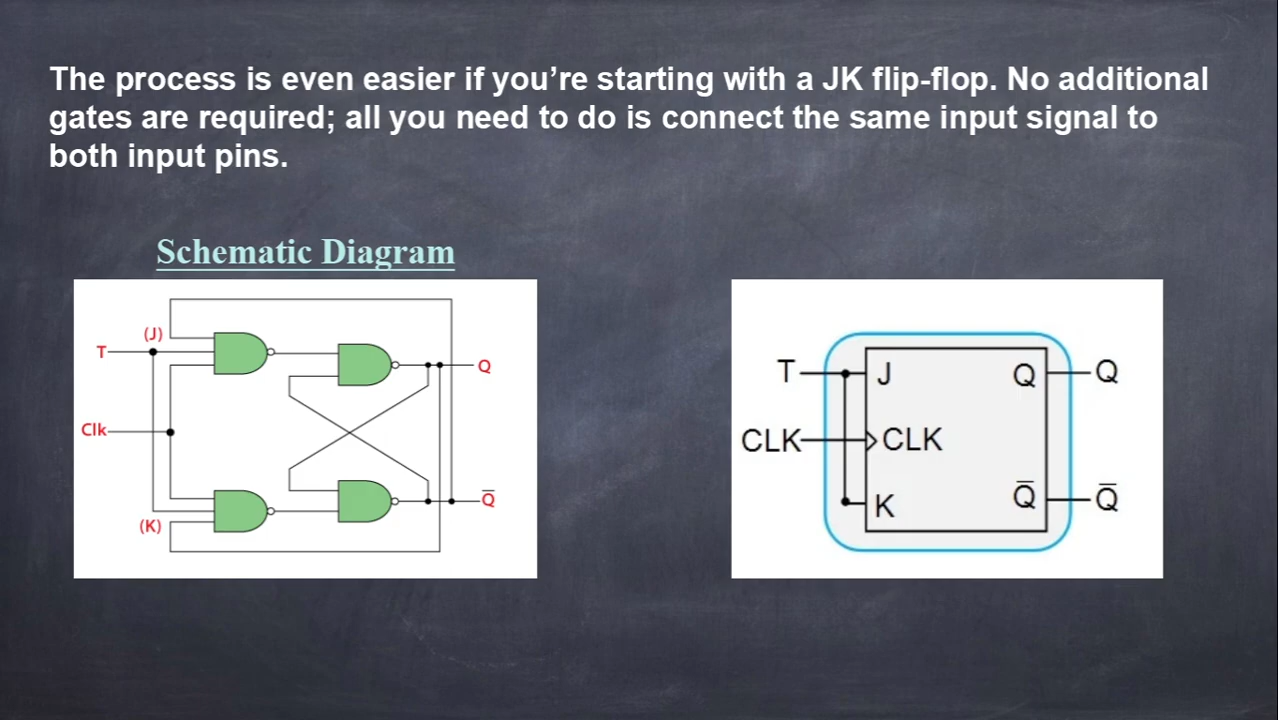 The process is even easier if you’re starting with a JK flip-flop. No additional
gates are required; all you need to do is connect the same input signal to
both input pins.
Schematic Diagram
(J)
T
Q
Clk
Q̅
(K)
T
J
Q
Q
CLK
CLK
K
Q̅
Q̅